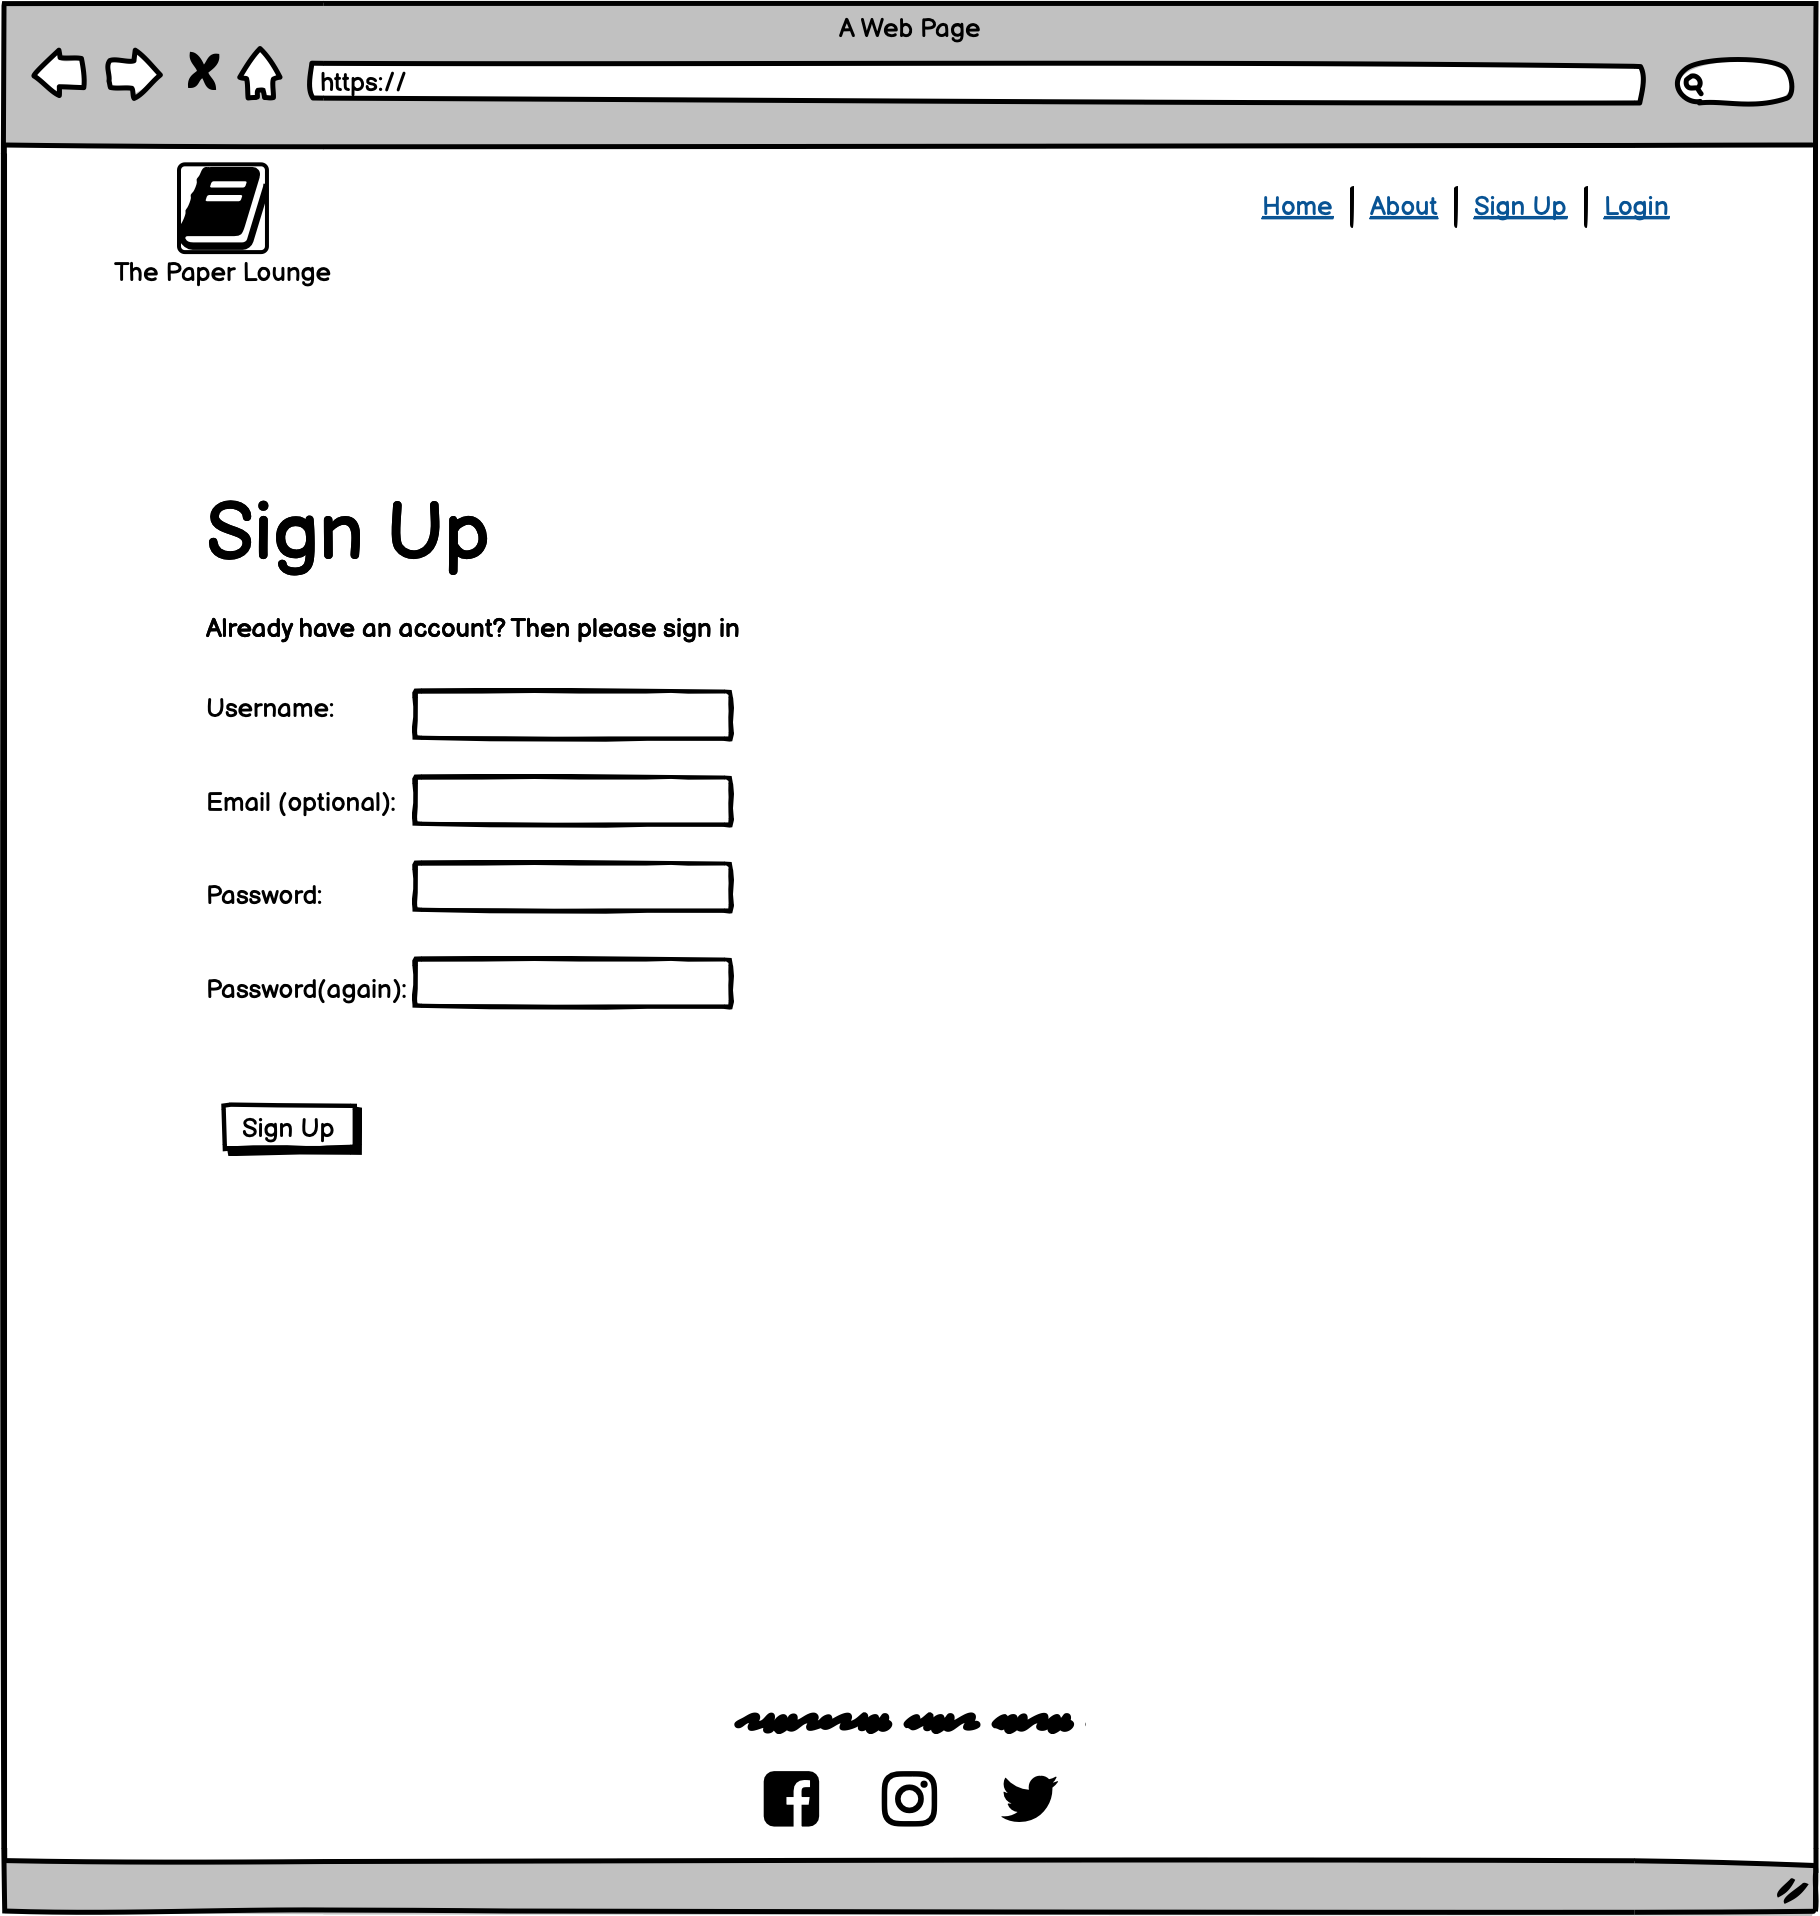 A Web Page
https://
Home | About | Sign Up | Login
The Paper Lounge
Sign Up
Already have an account? Then please sign in
Username:
Email (optional):
Password:
Password(again):
Sign Up